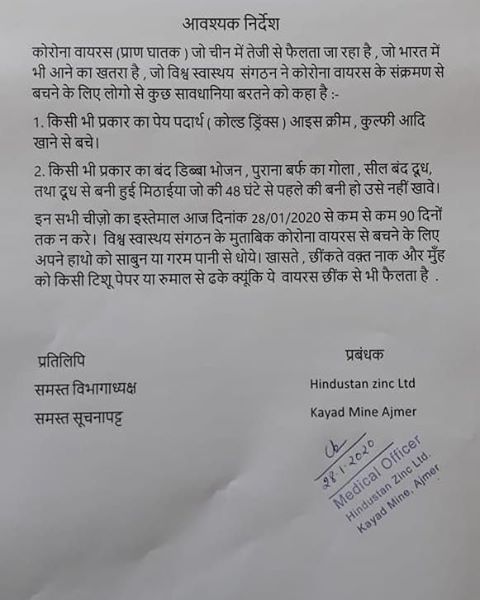 आवश्यक निर्देश
कोरोना वायरस (प्राण घातक ) जो चीन में तेजी से फैलता जा रहा है , जो भारत में
भी आने का खतरा है , जो विश्व स्वास्थय संगठन ने कोरोना वायरस के संक्रमण से
बचने के लिए लोगो से कुछ सावधानिया बरतने को कहा है :-
1. किसी भी प्रकार का पेय पदार्थ ( कोल्ड ड्रिंक्स ) आइस क्रीम , कुल्फी आदि
खाने से बचे।
2. किसी भी प्रकार का बंद डिब्बा भोजन , पुराना बर्फ का गोला , सील बंद दूध,
तथा दूध से बनी हुई मिठाईया जो की 48 घंटे से पहले की बनी हो उसे नहीं खावे।
इन सभी चीज़ो का इस्तेमाल आज दिनांक 28/01/2020 से कम से कम 90 दिनों
तक न करे। विश्व स्वास्थय संगठन के मुताबिक कोरोना वायरस से बचने के लिए
अपने हाथो को साबुन या गरम पानी से धोये। खासते , छींकते वक़्त नाक और मुँह
को किसी टिशू पेपर या रुमाल से ढके क्यूंकि ये वायरस छींक से भी फैलता है .
प्रतिलिपि
समस्त विभागाध्यक्ष
समस्त सूचनापट्ट
प्रबंधक
Hindustan zinc Ltd
Kayad Mine Ajmer
28.1.2020
Medical Officer
Hindustan Zinc Ltd.
Kayad Mine, Ajmer